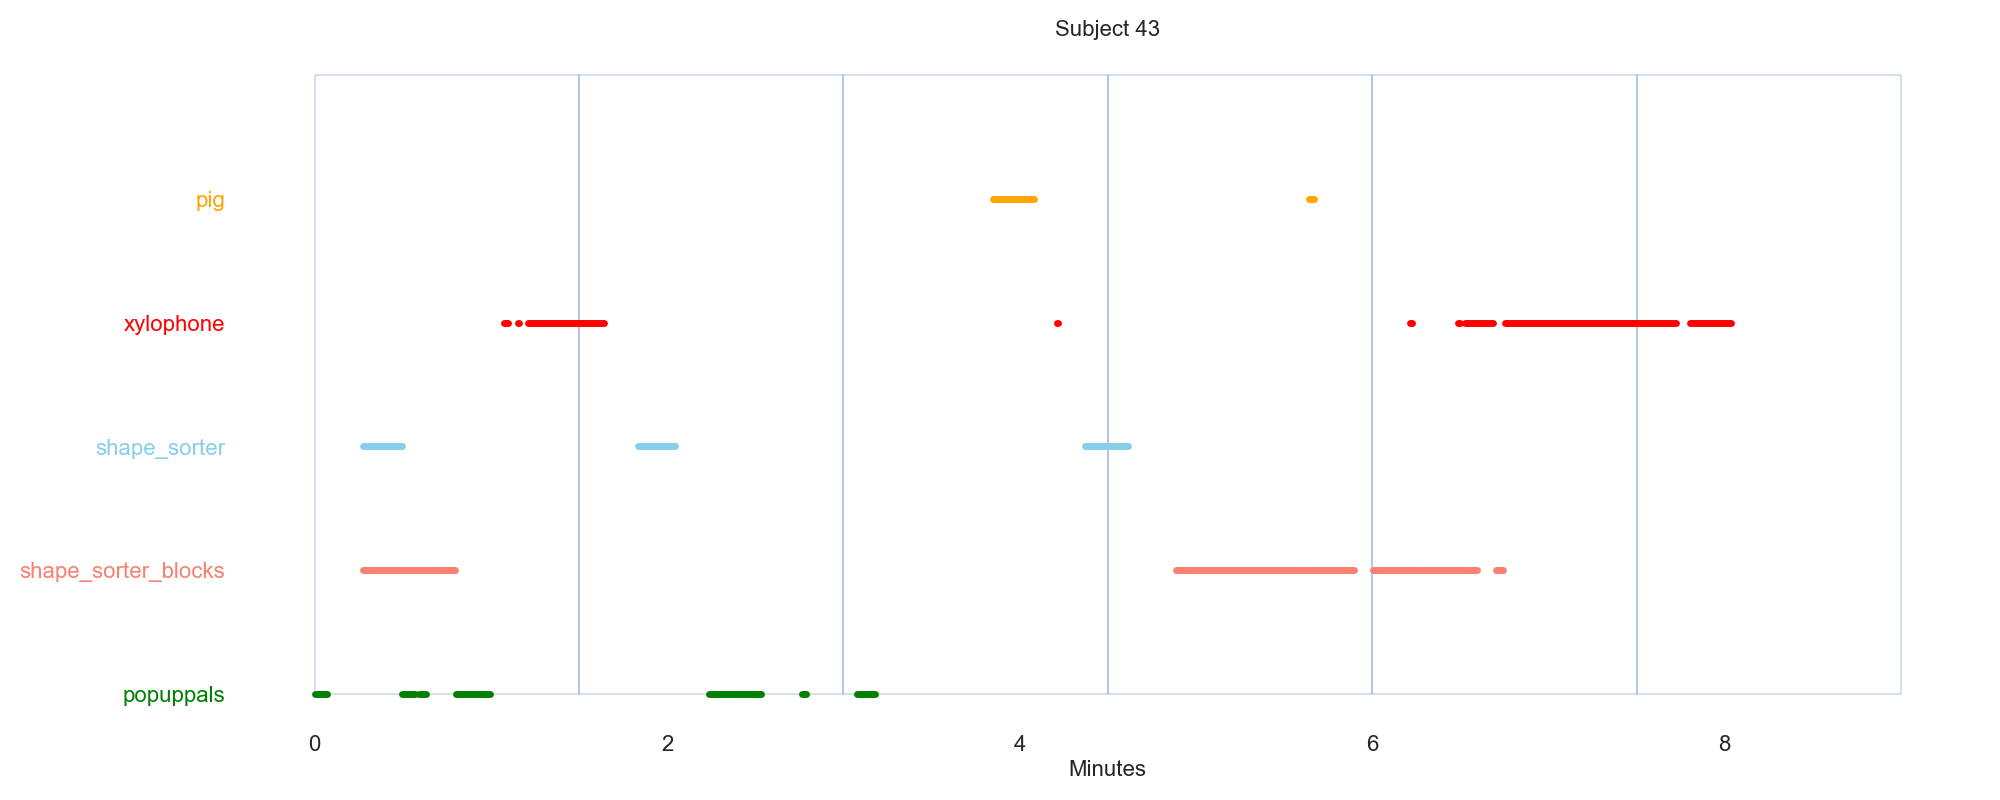 Subject 43
pig
xylophone
shape_sorter
shape_sorter_blocks
popuppals
0 2 4 6 8
Minutes